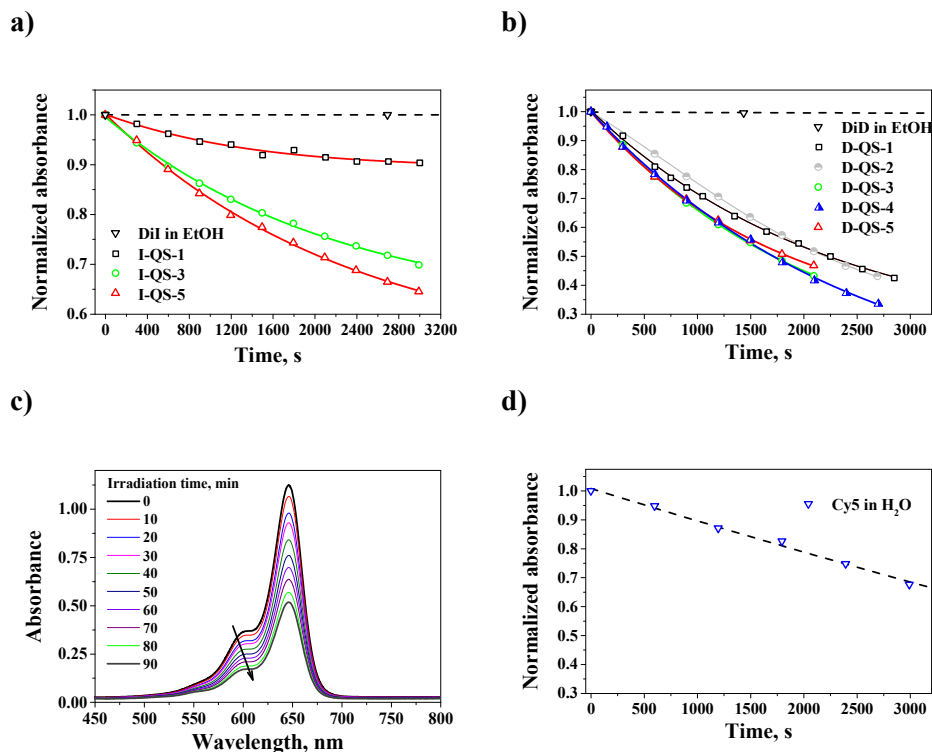 a)
Normalized absorbance
1.0
0.9
0.8
0.7
0.6
0 400 800 1200 1600 2000 2400 2800 3200
Time, s
DiI in EtOH
I-QS-1
I-QS-3
I-QS-5
b)
Normalized absorbance
1.0
0.9
0.8
0.7
0.6
0.5
0.4
0.3
0 500 1000 1500 2000 2500 3000
Time, s
DiD in EtOH
D-QS-1
D-QS-2
D-QS-3
D-QS-4
D-QS-5
c)
Absorbance
1.00
0.75
0.50
0.25
0.00
450 500 550 600 650 700 750 800
Wavelength, nm
Irradiation time, min
0
10
20
30
40
50
60
70
80
90
d)
Normalized absorbance
1.0
0.9
0.8
0.7
0.6
0.5
0.4
0.3
0 500 1000 1500 2000 2500 3000
Time, s
Cy5 in H₂O